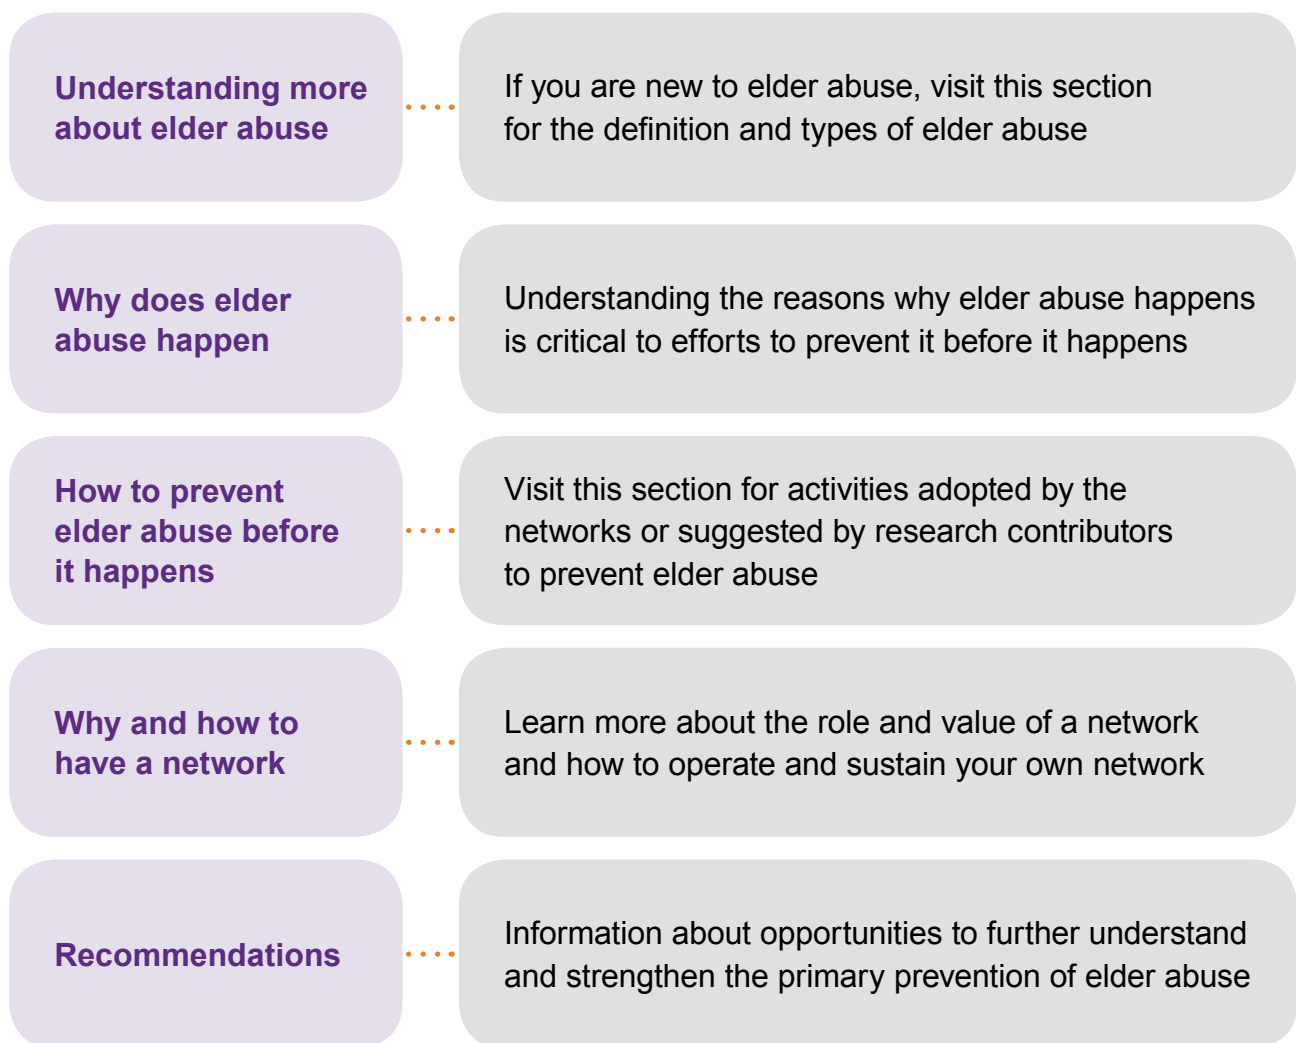 Understanding more
about elder abuse
If you are new to elder abuse, visit this section
for the definition and types of elder abuse
Why does elder
abuse happen
Understanding the reasons why elder abuse happens
is critical to efforts to prevent it before it happens
How to prevent
elder abuse before
it happens
Visit this section for activities adopted by the
networks or suggested by research contributors
to prevent elder abuse
Why and how to
have a network
Learn more about the role and value of a network
and how to operate and sustain your own network
Recommendations
Information about opportunities to further understand
and strengthen the primary prevention of elder abuse